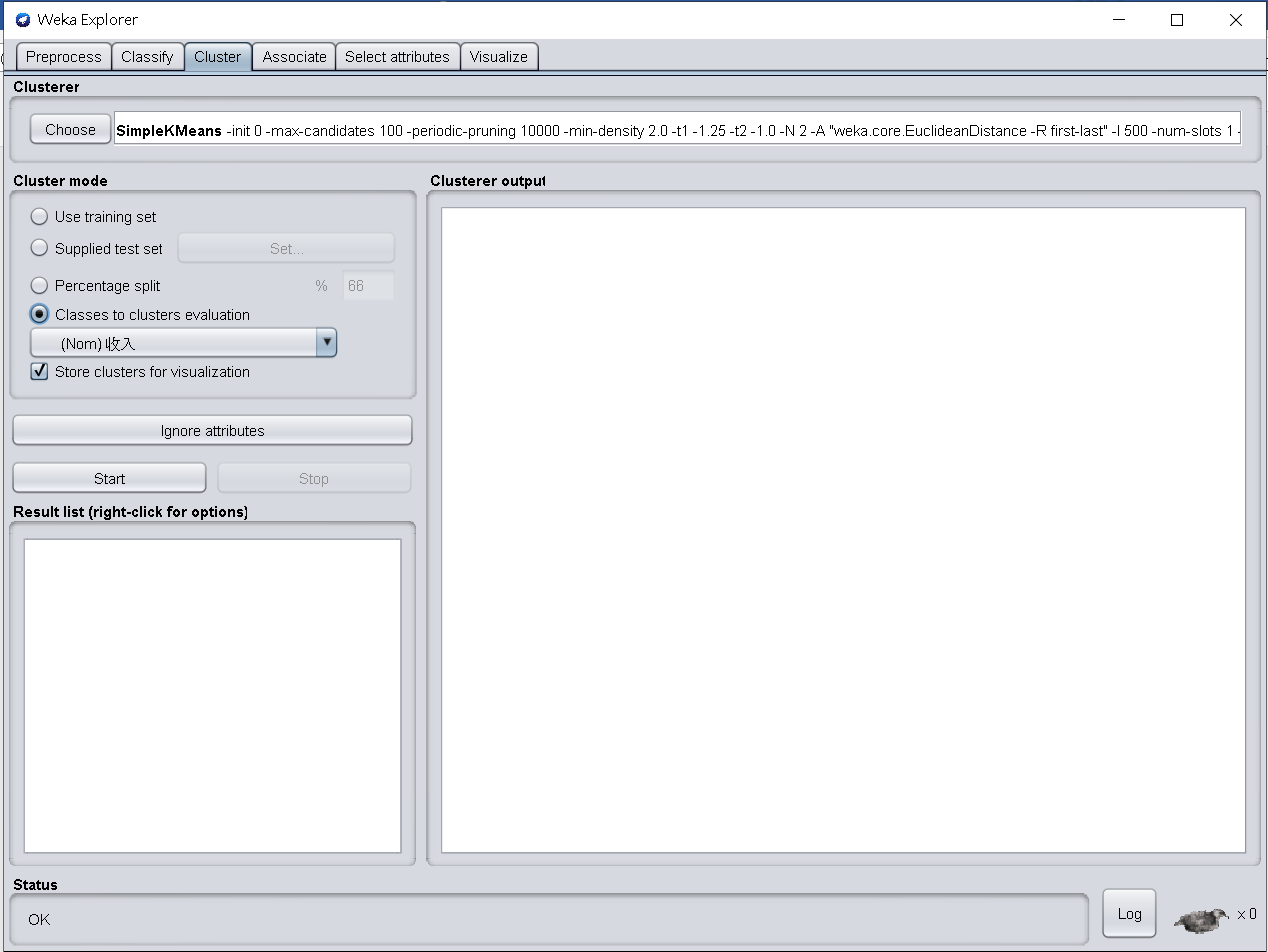 Weka Explorer
Preprocess Classify Cluster Associate Select attributes Visualize
Clusterer
Choose SimpleKMeans -init 0 -max-candidates 100 -periodic-pruning 10000 -min-density 2.0 -t1 -1.25 -t2 -1.0 -N 2 -A "weka.core.EuclideanDistance -R first-last" -I 500 -num-slots 1 -
Cluster mode
Use training set
Supplied test set Set...
Percentage split % 66
Classes to clusters evaluation
(Nom) 收入
Store clusters for visualization
Ignore attributes
Start Stop
Result list (right-click for options)
Clusterer output
Status
OK
Log
x 0